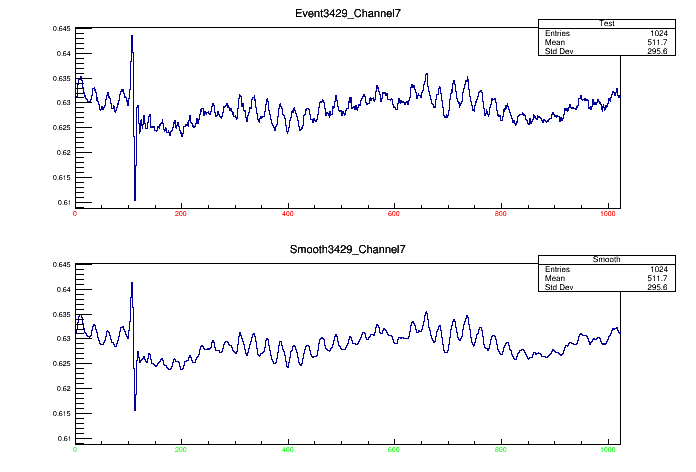 Event3429_Channel7
Test
Entries 1024
Mean 511.7
Std Dev 295.6
0.645
0.64
0.635
0.63
0.625
0.62
0.615
0.61
0 200 400 600 800 1000
Smooth3429_Channel7
Smooth
Entries 1024
Mean 511.7
Std Dev 295.6
0.645
0.64
0.635
0.63
0.625
0.62
0.615
0.61
0 200 400 600 800 1000